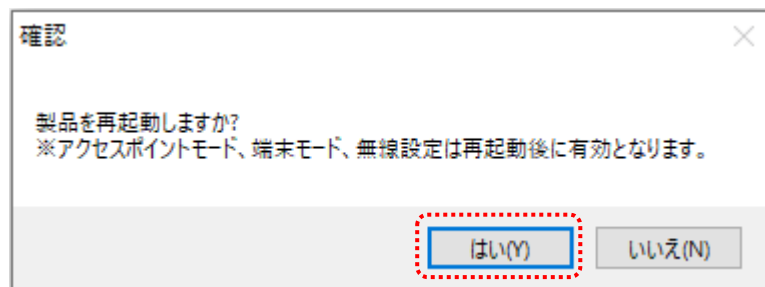 確認
製品を再起動しますか?
※アクセスポイントモード、端末モード、無線設定は再起動後に有効となります。
はい(Y)
いいえ(N)